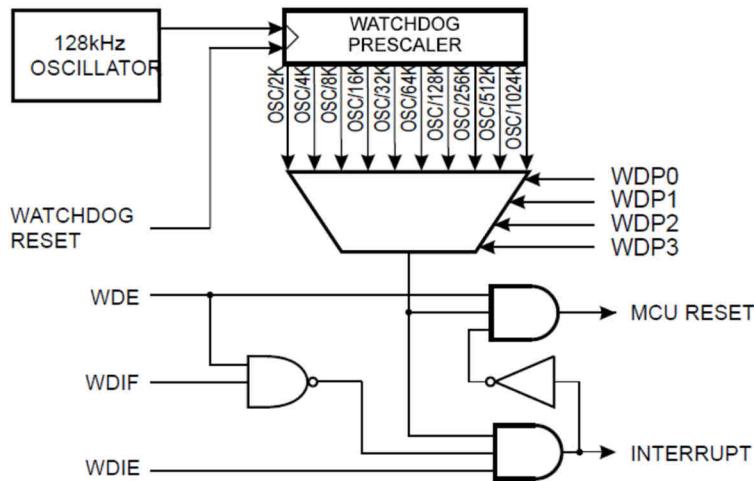 128kHz
OSCILLATOR
WATCHDOG
PRESCALER
OSC/2K
OSC/4K
OSC/8K
OSC/16K
OSC/32K
OSC/64K
OSC/128K
OSC/256K
OSC/512K
OSC/1024K
WATCHDOG
RESET
WDP0
WDP1
WDP2
WDP3
WDE
MCU RESET
WDIF
WDIE
INTERRUPT